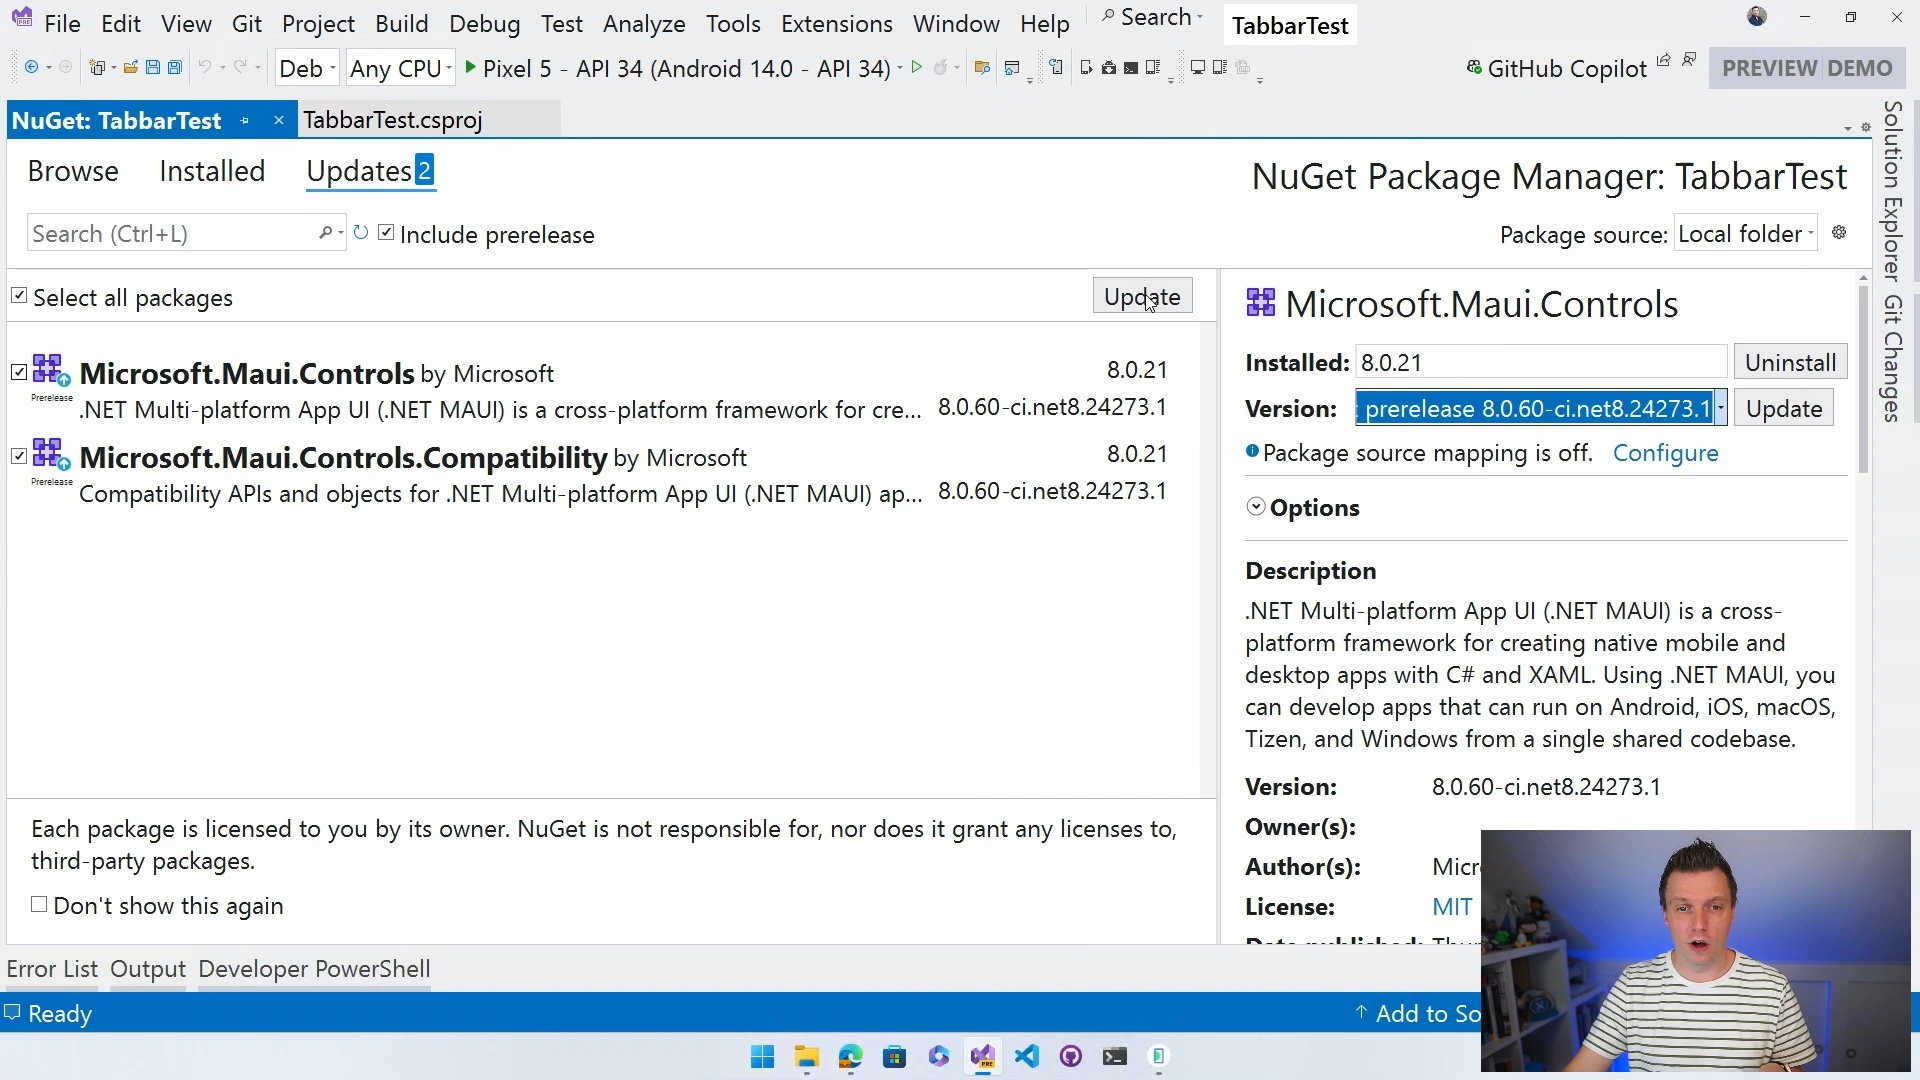 File Edit View Git Project Build Debug Test Analyze Tools Extensions Window Help Search TabbarTest
Deb Any CPU Pixel 5 - API 34 (Android 14.0 - API 34) GitHub Copilot PREVIEW DEMO
NuGet: TabbarTest TabbarTest.csproj
Solution Explorer
Git Changes
Browse Installed Updates 2
NuGet Package Manager: TabbarTest
Search (Ctrl+L) Include prerelease
Package source: Local folder
Select all packages Update
Microsoft.Maui.Controls by Microsoft 8.0.21
Prerelease
.NET Multi-platform App UI (.NET MAUI) is a cross-platform framework for cre... 8.0.60-ci.net8.24273.1
Microsoft.Maui.Controls.Compatibility by Microsoft 8.0.21
Prerelease
Compatibility APIs and objects for .NET Multi-platform App UI (.NET MAUI) ap... 8.0.60-ci.net8.24273.1
Each package is licensed to you by its owner. NuGet is not responsible for, nor does it grant any licenses to,
third-party packages.
Don't show this again
Microsoft.Maui.Controls
Installed: 8.0.21 Uninstall
Version: : prerelease 8.0.60-ci.net8.24273.1 Update
Package source mapping is off. Configure
Options
Description
.NET Multi-platform App UI (.NET MAUI) is a cross-
platform framework for creating native mobile and
desktop apps with C# and XAML. Using .NET MAUI, you
can develop apps that can run on Android, iOS, macOS,
Tizen, and Windows from a single shared codebase.
Version: 8.0.60-ci.net8.24273.1
Owner(s):
Author(s): Micr
License: MIT
Error List Output Developer PowerShell
Ready Add to So
PRE